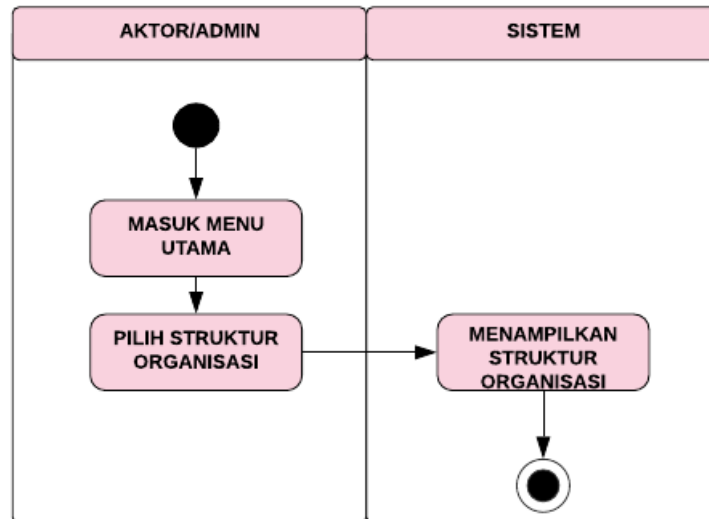 AKTOR/ADMIN
SISTEM
MASUK MENU
UTAMA
PILIH STRUKTUR
ORGANISASI
MENAMPILKAN
STRUKTUR
ORGANISASI